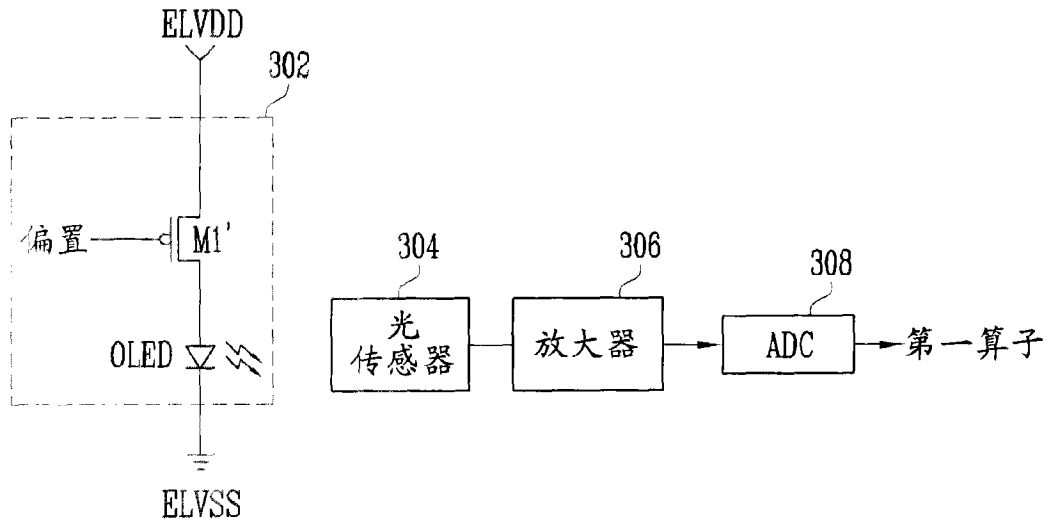 ELVDD
302
偏置
M1'
OLED
ELVSS
304
光
传感器
306
放大器
308
ADC
第一算子